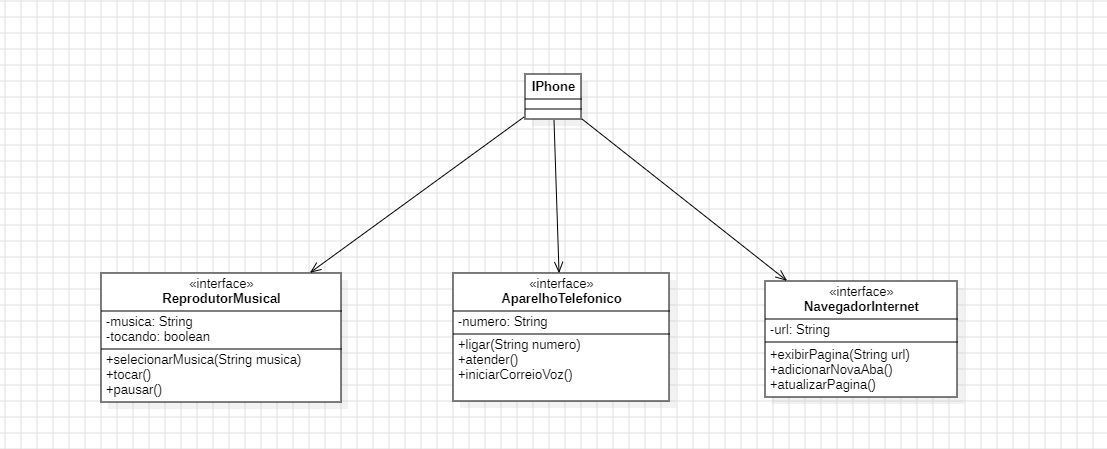 IPhone
«interface»
ReprodutorMusical
-musica: String
-tocando: boolean
+selecionarMusica(String musica)
+tocar()
+pausar()
«interface»
AparelhoTelefonico
-numero: String
+ligar(String numero)
+atender()
+iniciarCorreioVoz()
«interface»
NavegadorInternet
-url: String
+exibirPagina(String url)
+adicionarNovaAba()
+atualizarPagina()